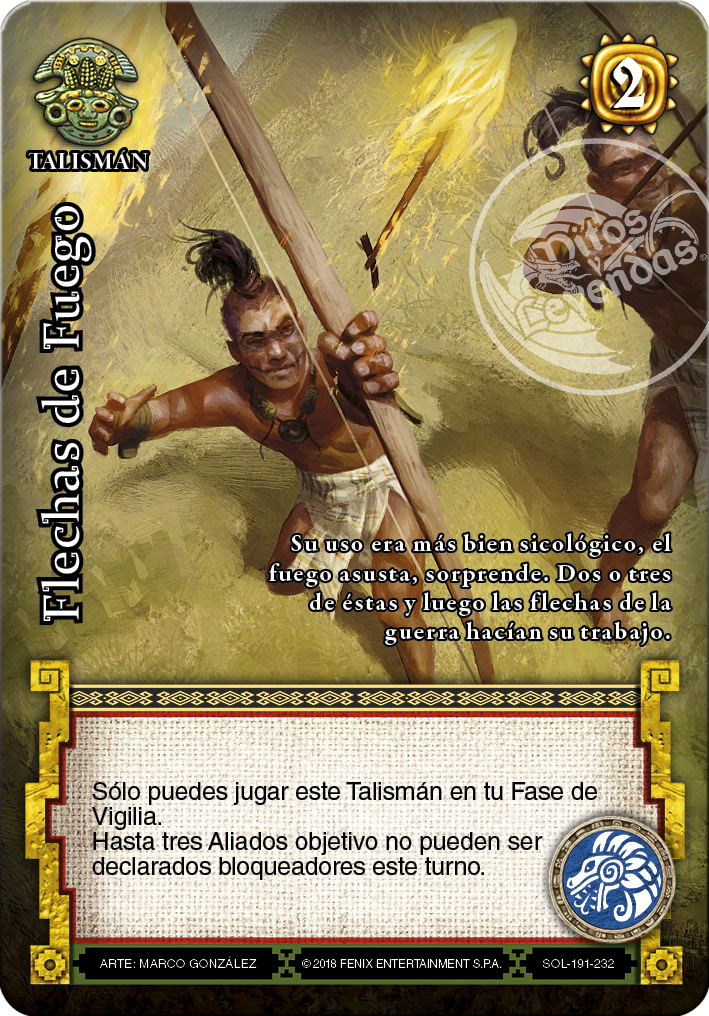 2
TALISMÁN
Flechas de Fuego
Mitos
y
Leyendas
®
Su uso era más bien sicológico, el
fuego asusta, sorprende. Dos o tres
de éstas y luego las flechas de la
guerra hacían su trabajo.
Sólo puedes jugar este Talismán en tu Fase de
Vigilia.
Hasta tres Aliados objetivo no pueden ser
declarados bloqueadores este turno.
ARTE: MARCO GONZÁLEZ
© 2018 FENIX ENTERTAINMENT S.P.A.
SOL-191-232